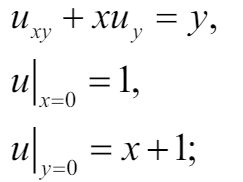 u_{xy} + xu_y = y,
u|_{x=0} = 1,
u|_{y=0} = x + 1;